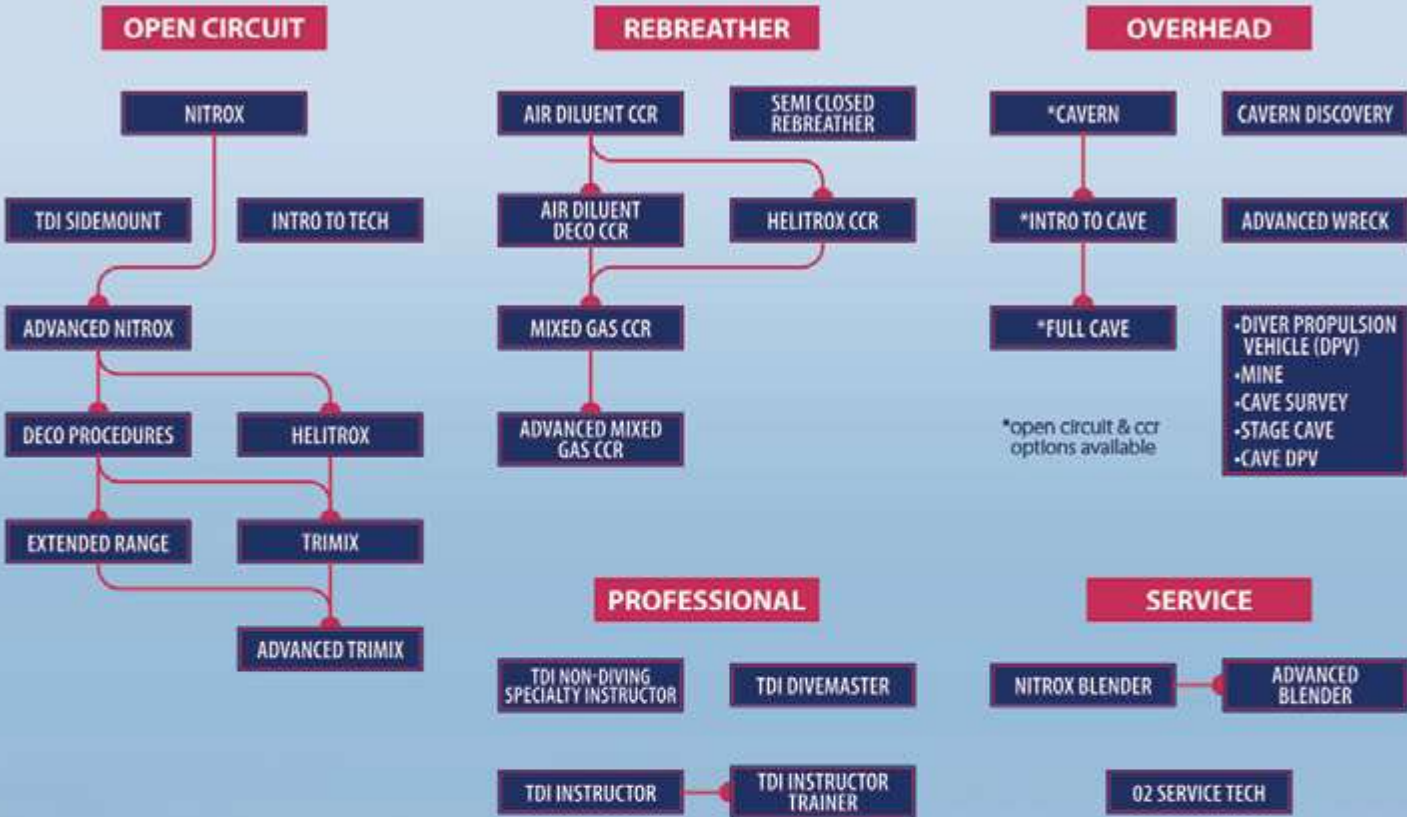 OPEN CIRCUIT
NITROX
TDI SIDEMOUNT
INTRO TO TECH
ADVANCED NITROX
DECO PROCEDURES
HELITROX
EXTENDED RANGE
TRIMIX
ADVANCED TRIMIX
REBREATHER
AIR DILUENT CCR
SEMI CLOSED
REBREATHER
AIR DILUENT
DECO CCR
HELITROX CCR
MIXED GAS CCR
ADVANCED MIXED
GAS CCR
OVERHEAD
*CAVERN
CAVERN DISCOVERY
*INTRO TO CAVE
ADVANCED WRECK
*FULL CAVE
•DIVER PROPULSION
VEHICLE (DPV)
•MINE
•CAVE SURVEY
•STAGE CAVE
•CAVE DPV
*open circuit & ccr
options available
PROFESSIONAL
TDI NON-DIVING
SPECIALTY INSTRUCTOR
TDI DIVEMASTER
TDI INSTRUCTOR
TDI INSTRUCTOR
TRAINER
SERVICE
NITROX BLENDER
ADVANCED
BLENDER
02 SERVICE TECH